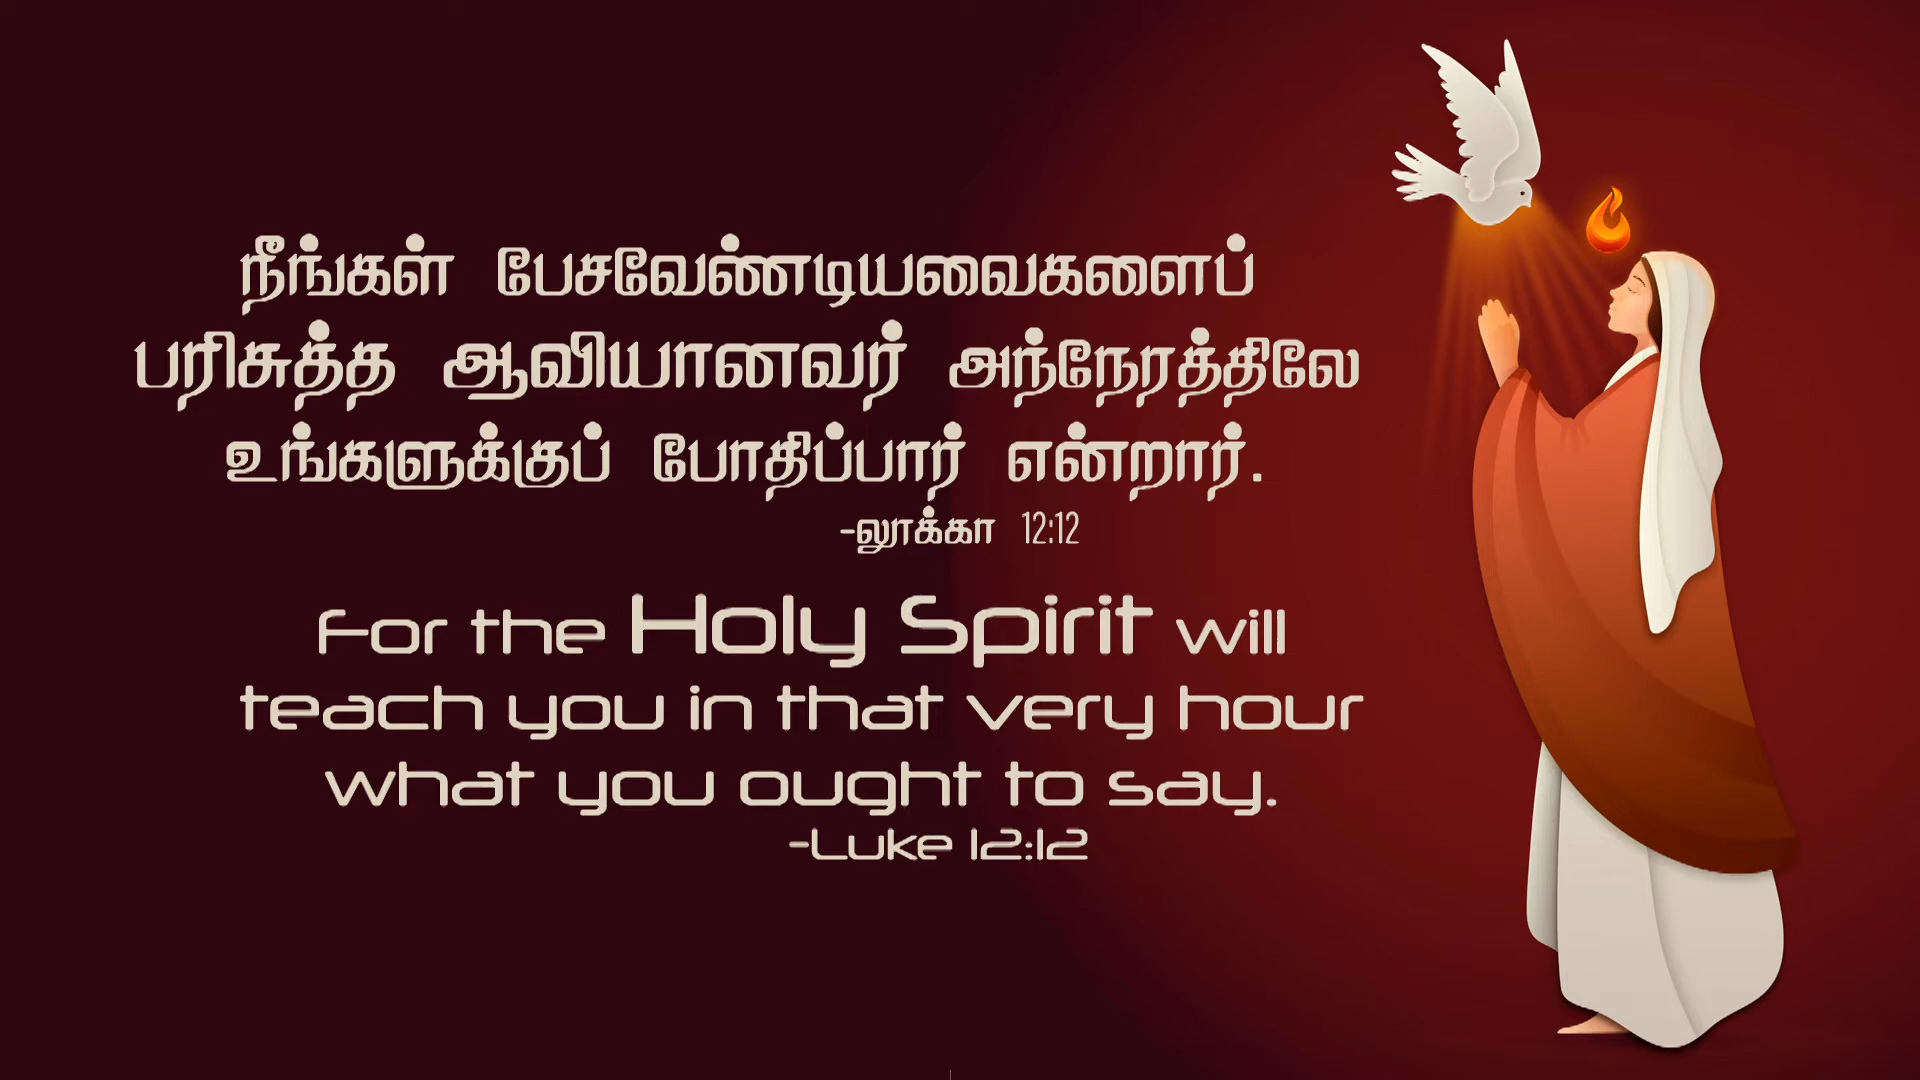 நீங்கள் பேசவேண்டியவைகளைப்
பரிசுத்த ஆவியானவர் அந்நேரத்திலே
உங்களுக்குப் போதிப்பார் என்றார்.
-லூக்கா 12:12
For the Holy Spirit will
teach you in that very hour
what you ought to say.
-Luke 12:12